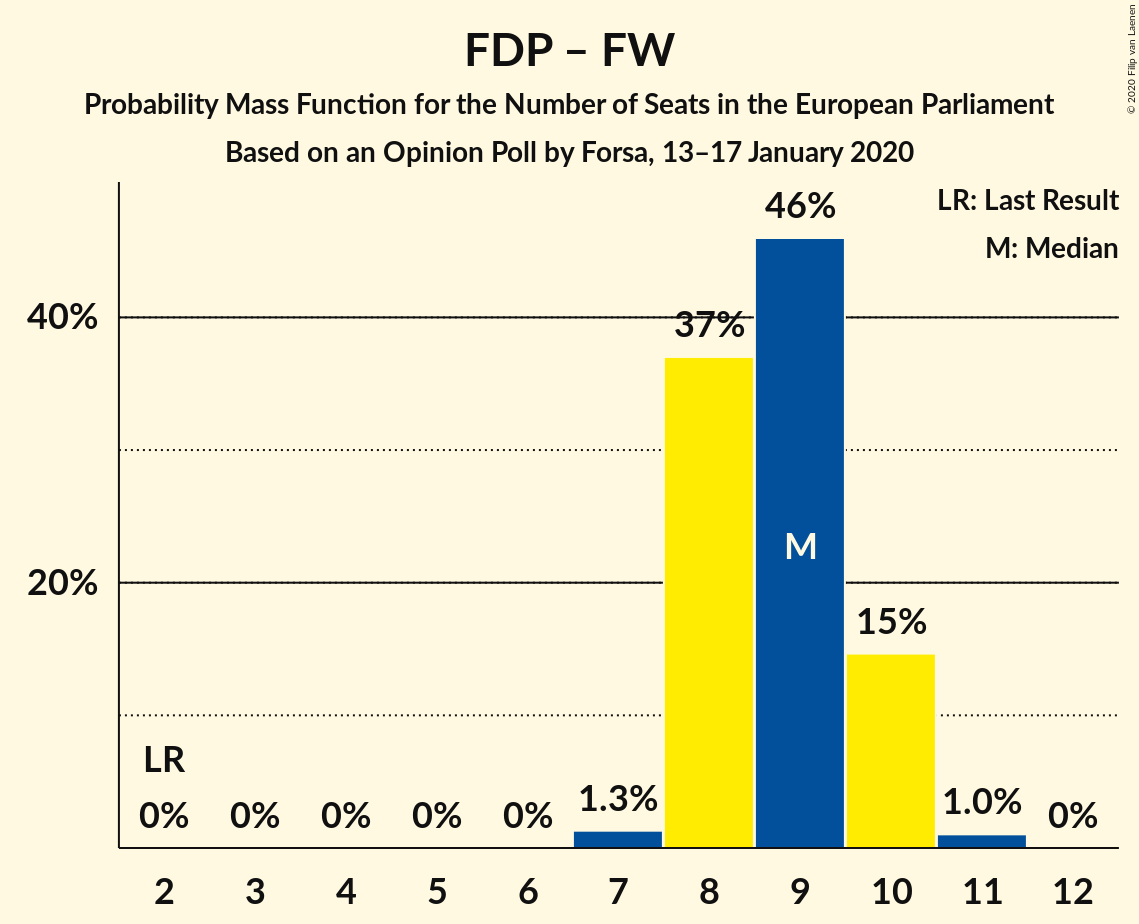 FDP – FW
Probability Mass Function for the Number of Seats in the European Parliament
Based on an Opinion Poll by Forsa, 13–17 January 2020
© 2020 Filip van Laenen
LR: Last Result
M: Median
46%
40%
37%
M
20%
15%
LR
0% 0% 0% 0% 0% 1.3% 1.0% 0%
2 3 4 5 6 7 8 9 10 11 12